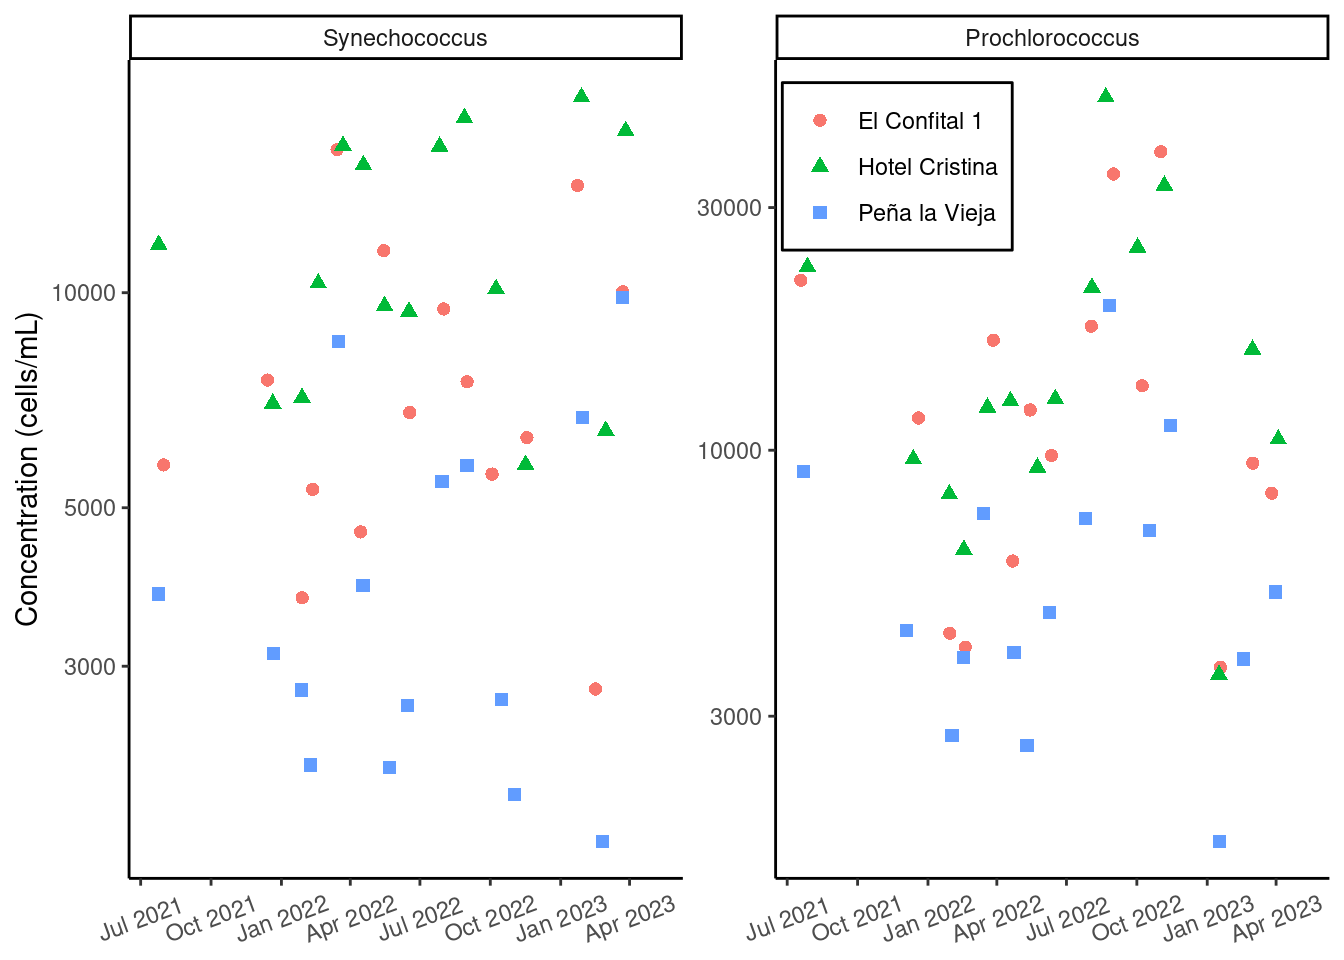 Synechococcus
Prochlorococcus
El Confital 1
Hotel Cristina
Peña la Vieja
Concentration (cells/mL)
10000
5000
3000
30000
10000
3000
Jul 2021
Oct 2021
Jan 2022
Apr 2022
Jul 2022
Oct 2022
Jan 2023
Apr 2023
Jul 2021
Oct 2021
Jan 2022
Apr 2022
Jul 2022
Oct 2022
Jan 2023
Apr 2023